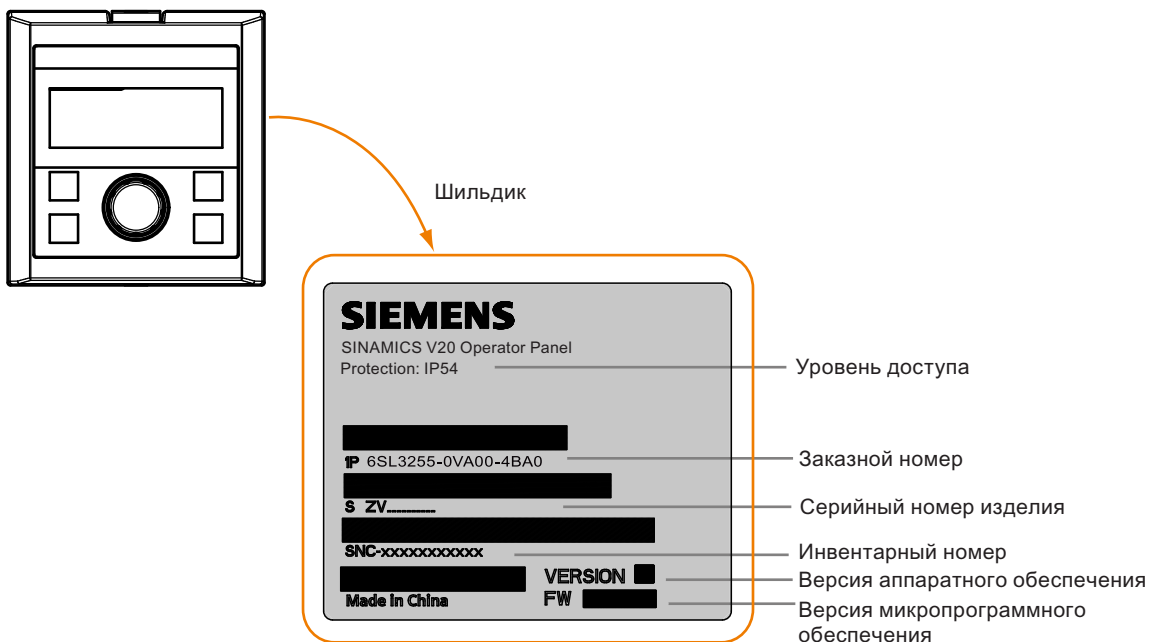 Шильдик
SIEMENS
SINAMICS V20 Operator Panel
Protection: IP54
Уровень доступа
1P 6SL3255-0VA00-4BA0
Заказной номер
S ZV.........
Серийный номер изделия
SNC-xxxxxxxxxxx
Инвентарный номер
VERSION
Версия аппаратного обеспечения
Made in China
FW
Версия микропрограммного
обеспечения